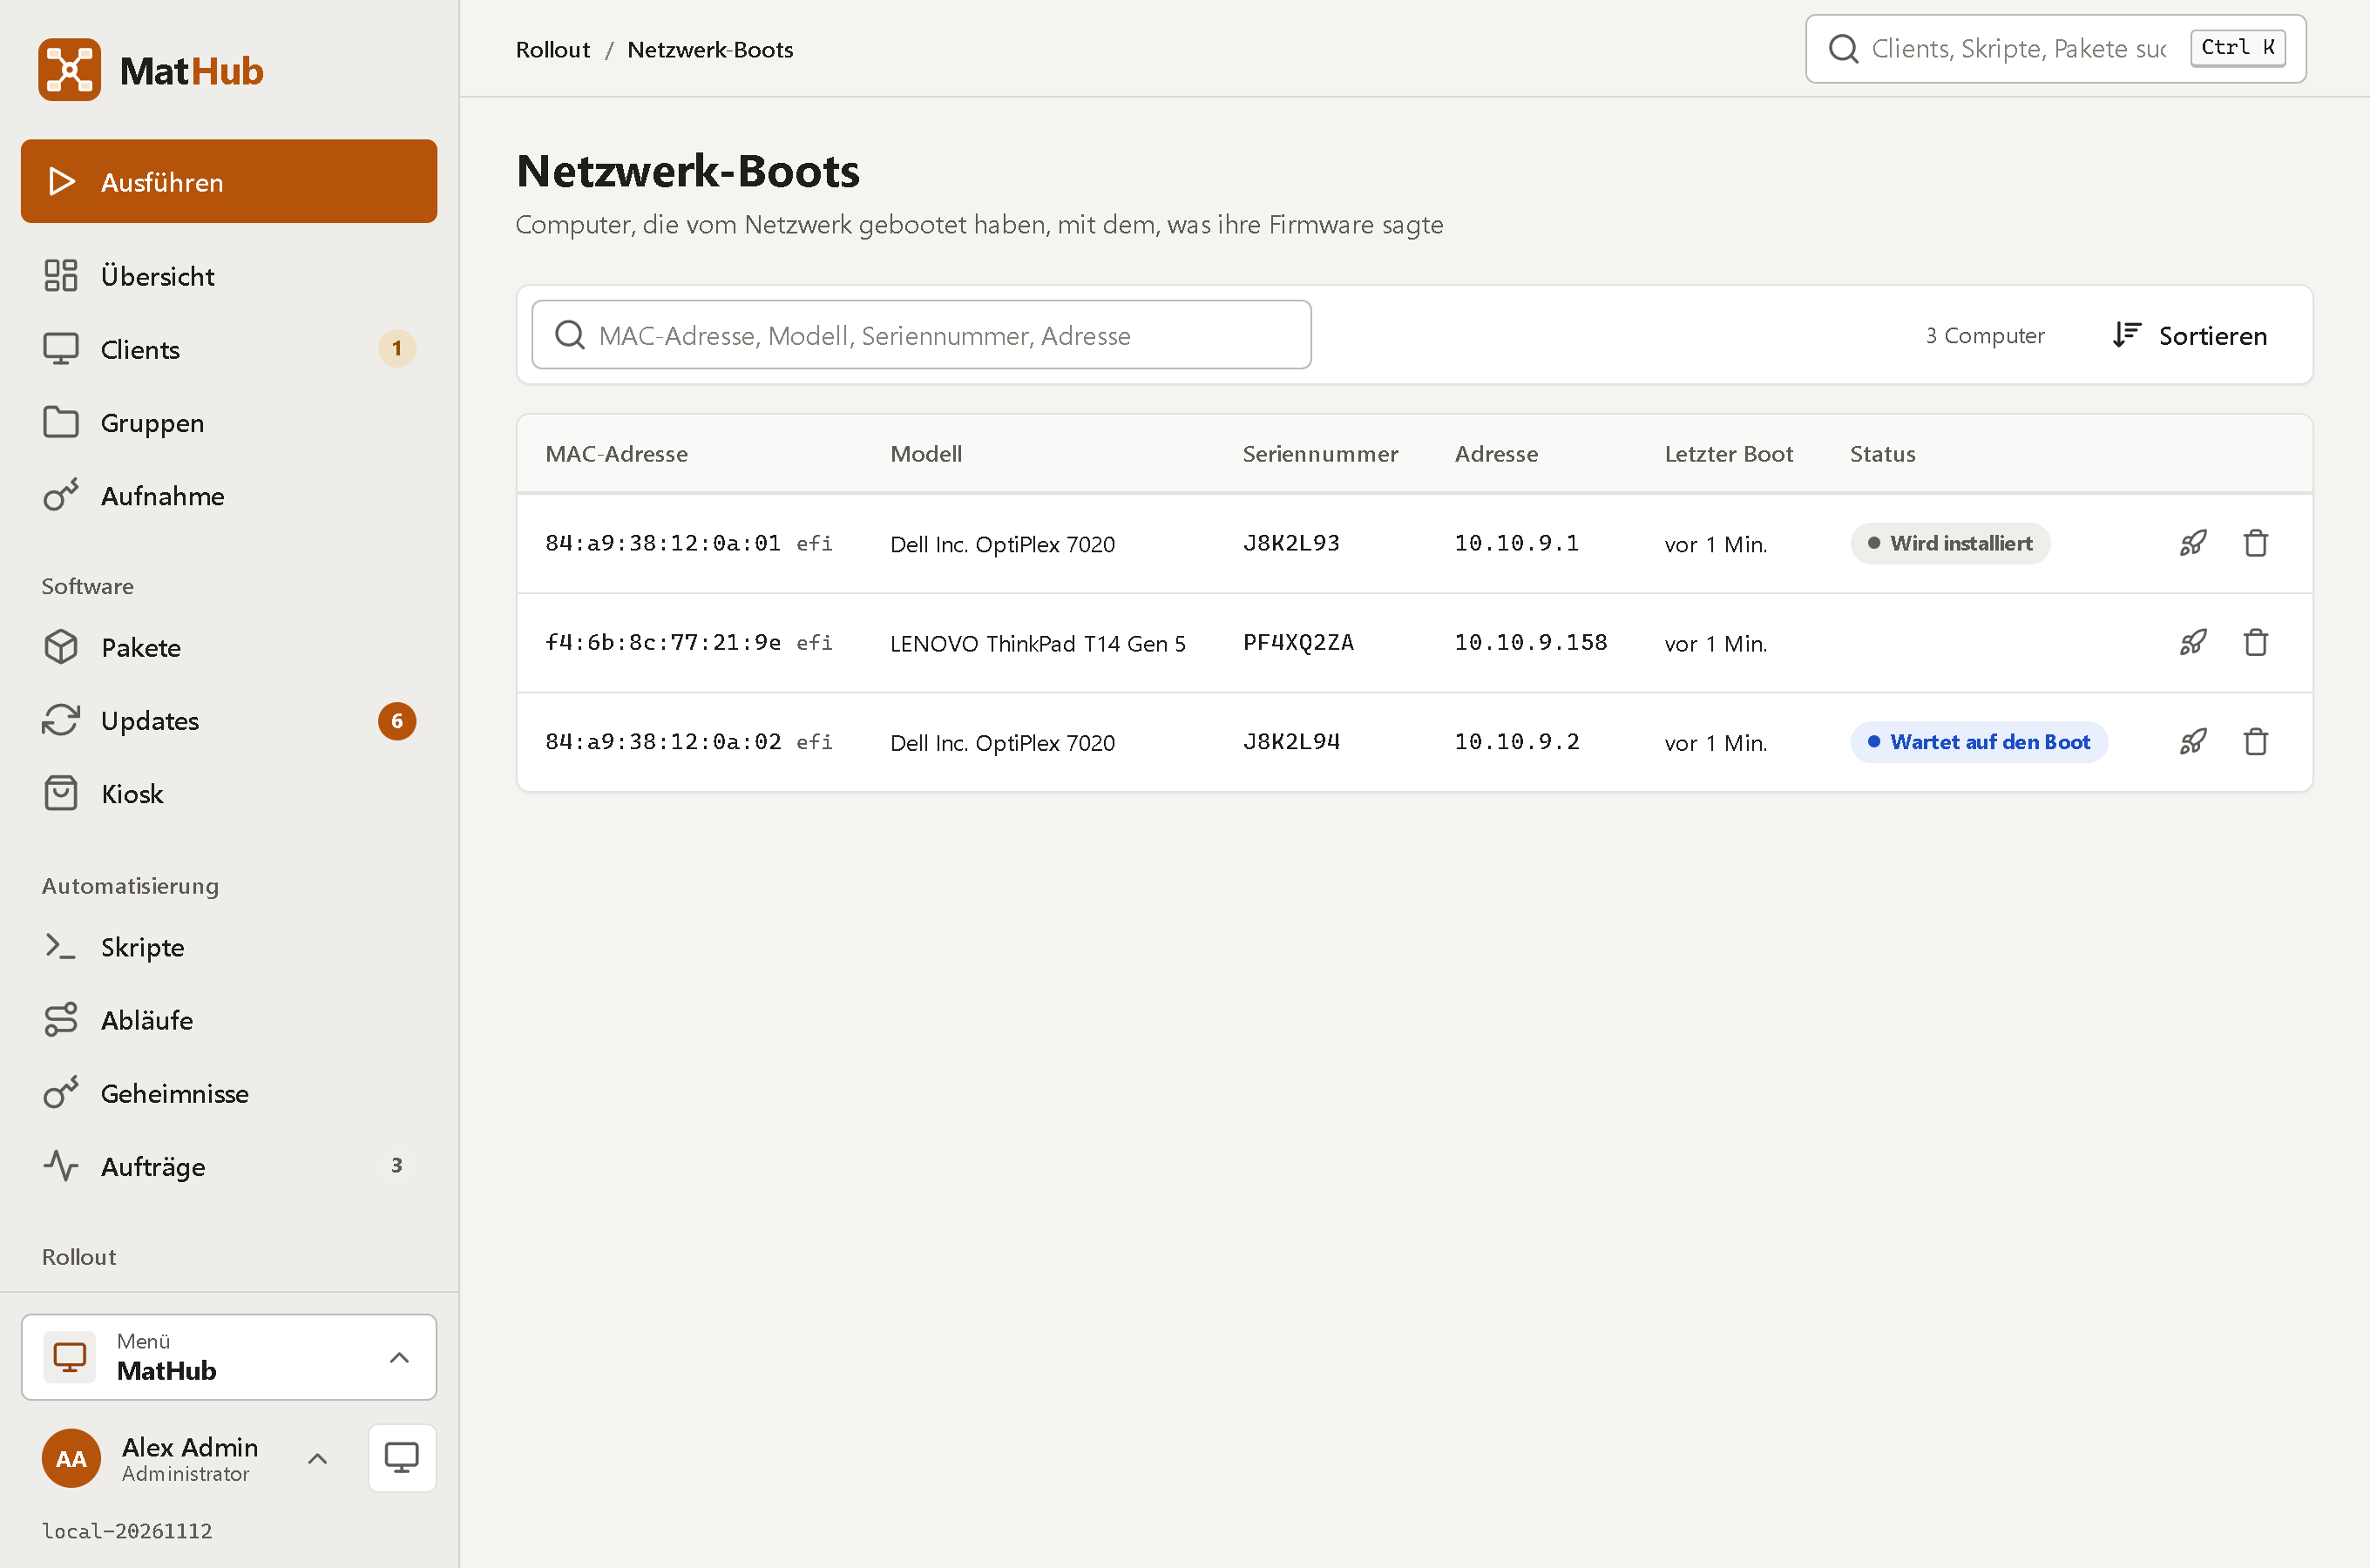 MatHub
Ausführen
Übersicht
Clients 1
Gruppen
Aufnahme
Software
Pakete
Updates 6
Kiosk
Automatisierung
Skripte
Abläufe
Geheimnisse
Aufträge 3
Rollout
Menü
MatHub
AA Alex Admin
Administrator
local-20261112
Rollout / Netzwerk-Boots
Clients, Skripte, Pakete suc Ctrl K
Netzwerk-Boots
Computer, die vom Netzwerk gebootet haben, mit dem, was ihre Firmware sagte
MAC-Adresse, Modell, Seriennummer, Adresse 3 Computer Sortieren
MAC-Adresse Modell Seriennummer Adresse Letzter Boot Status
84:a9:38:12:0a:01 efi Dell Inc. OptiPlex 7020 J8K2L93 10.10.9.1 vor 1 Min. Wird installiert
f4:6b:8c:77:21:9e efi LENOVO ThinkPad T14 Gen 5 PF4XQ2ZA 10.10.9.158 vor 1 Min.
84:a9:38:12:0a:02 efi Dell Inc. OptiPlex 7020 J8K2L94 10.10.9.2 vor 1 Min. Wartet auf den Boot